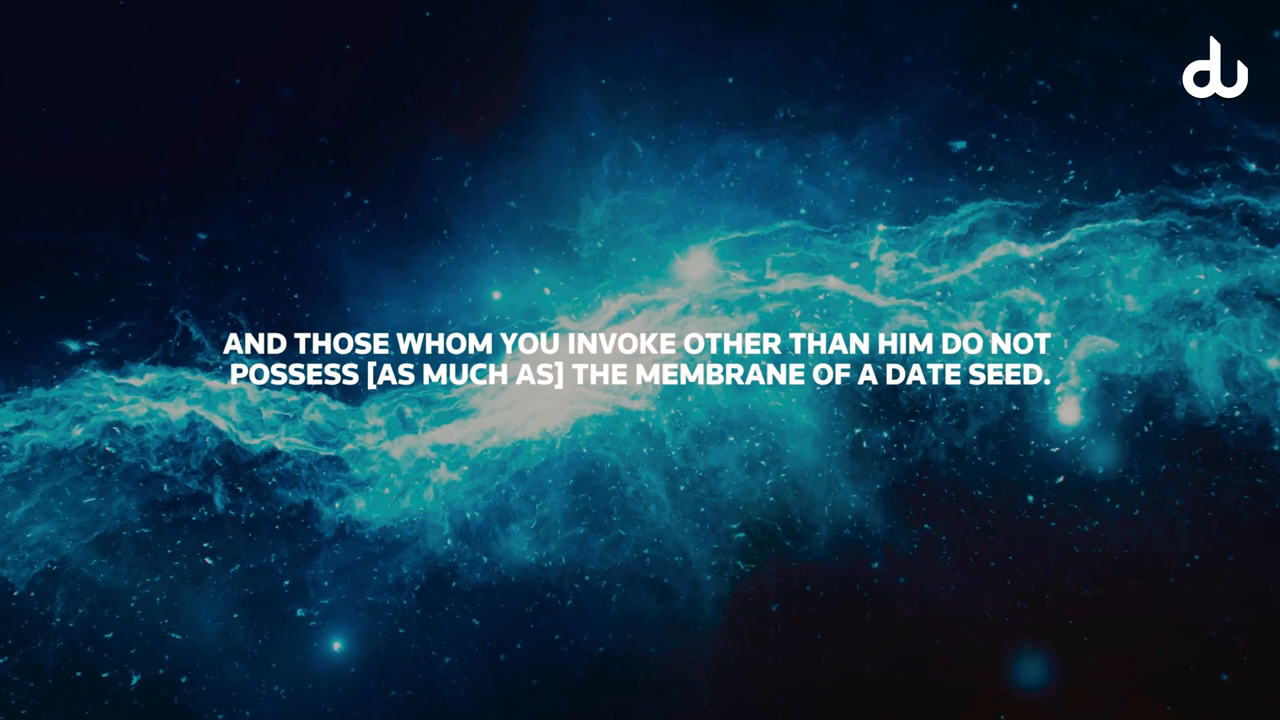 du
AND THOSE WHOM YOU INVOKE OTHER THAN HIM DO NOT
POSSESS [AS MUCH AS] THE MEMBRANE OF A DATE SEED.